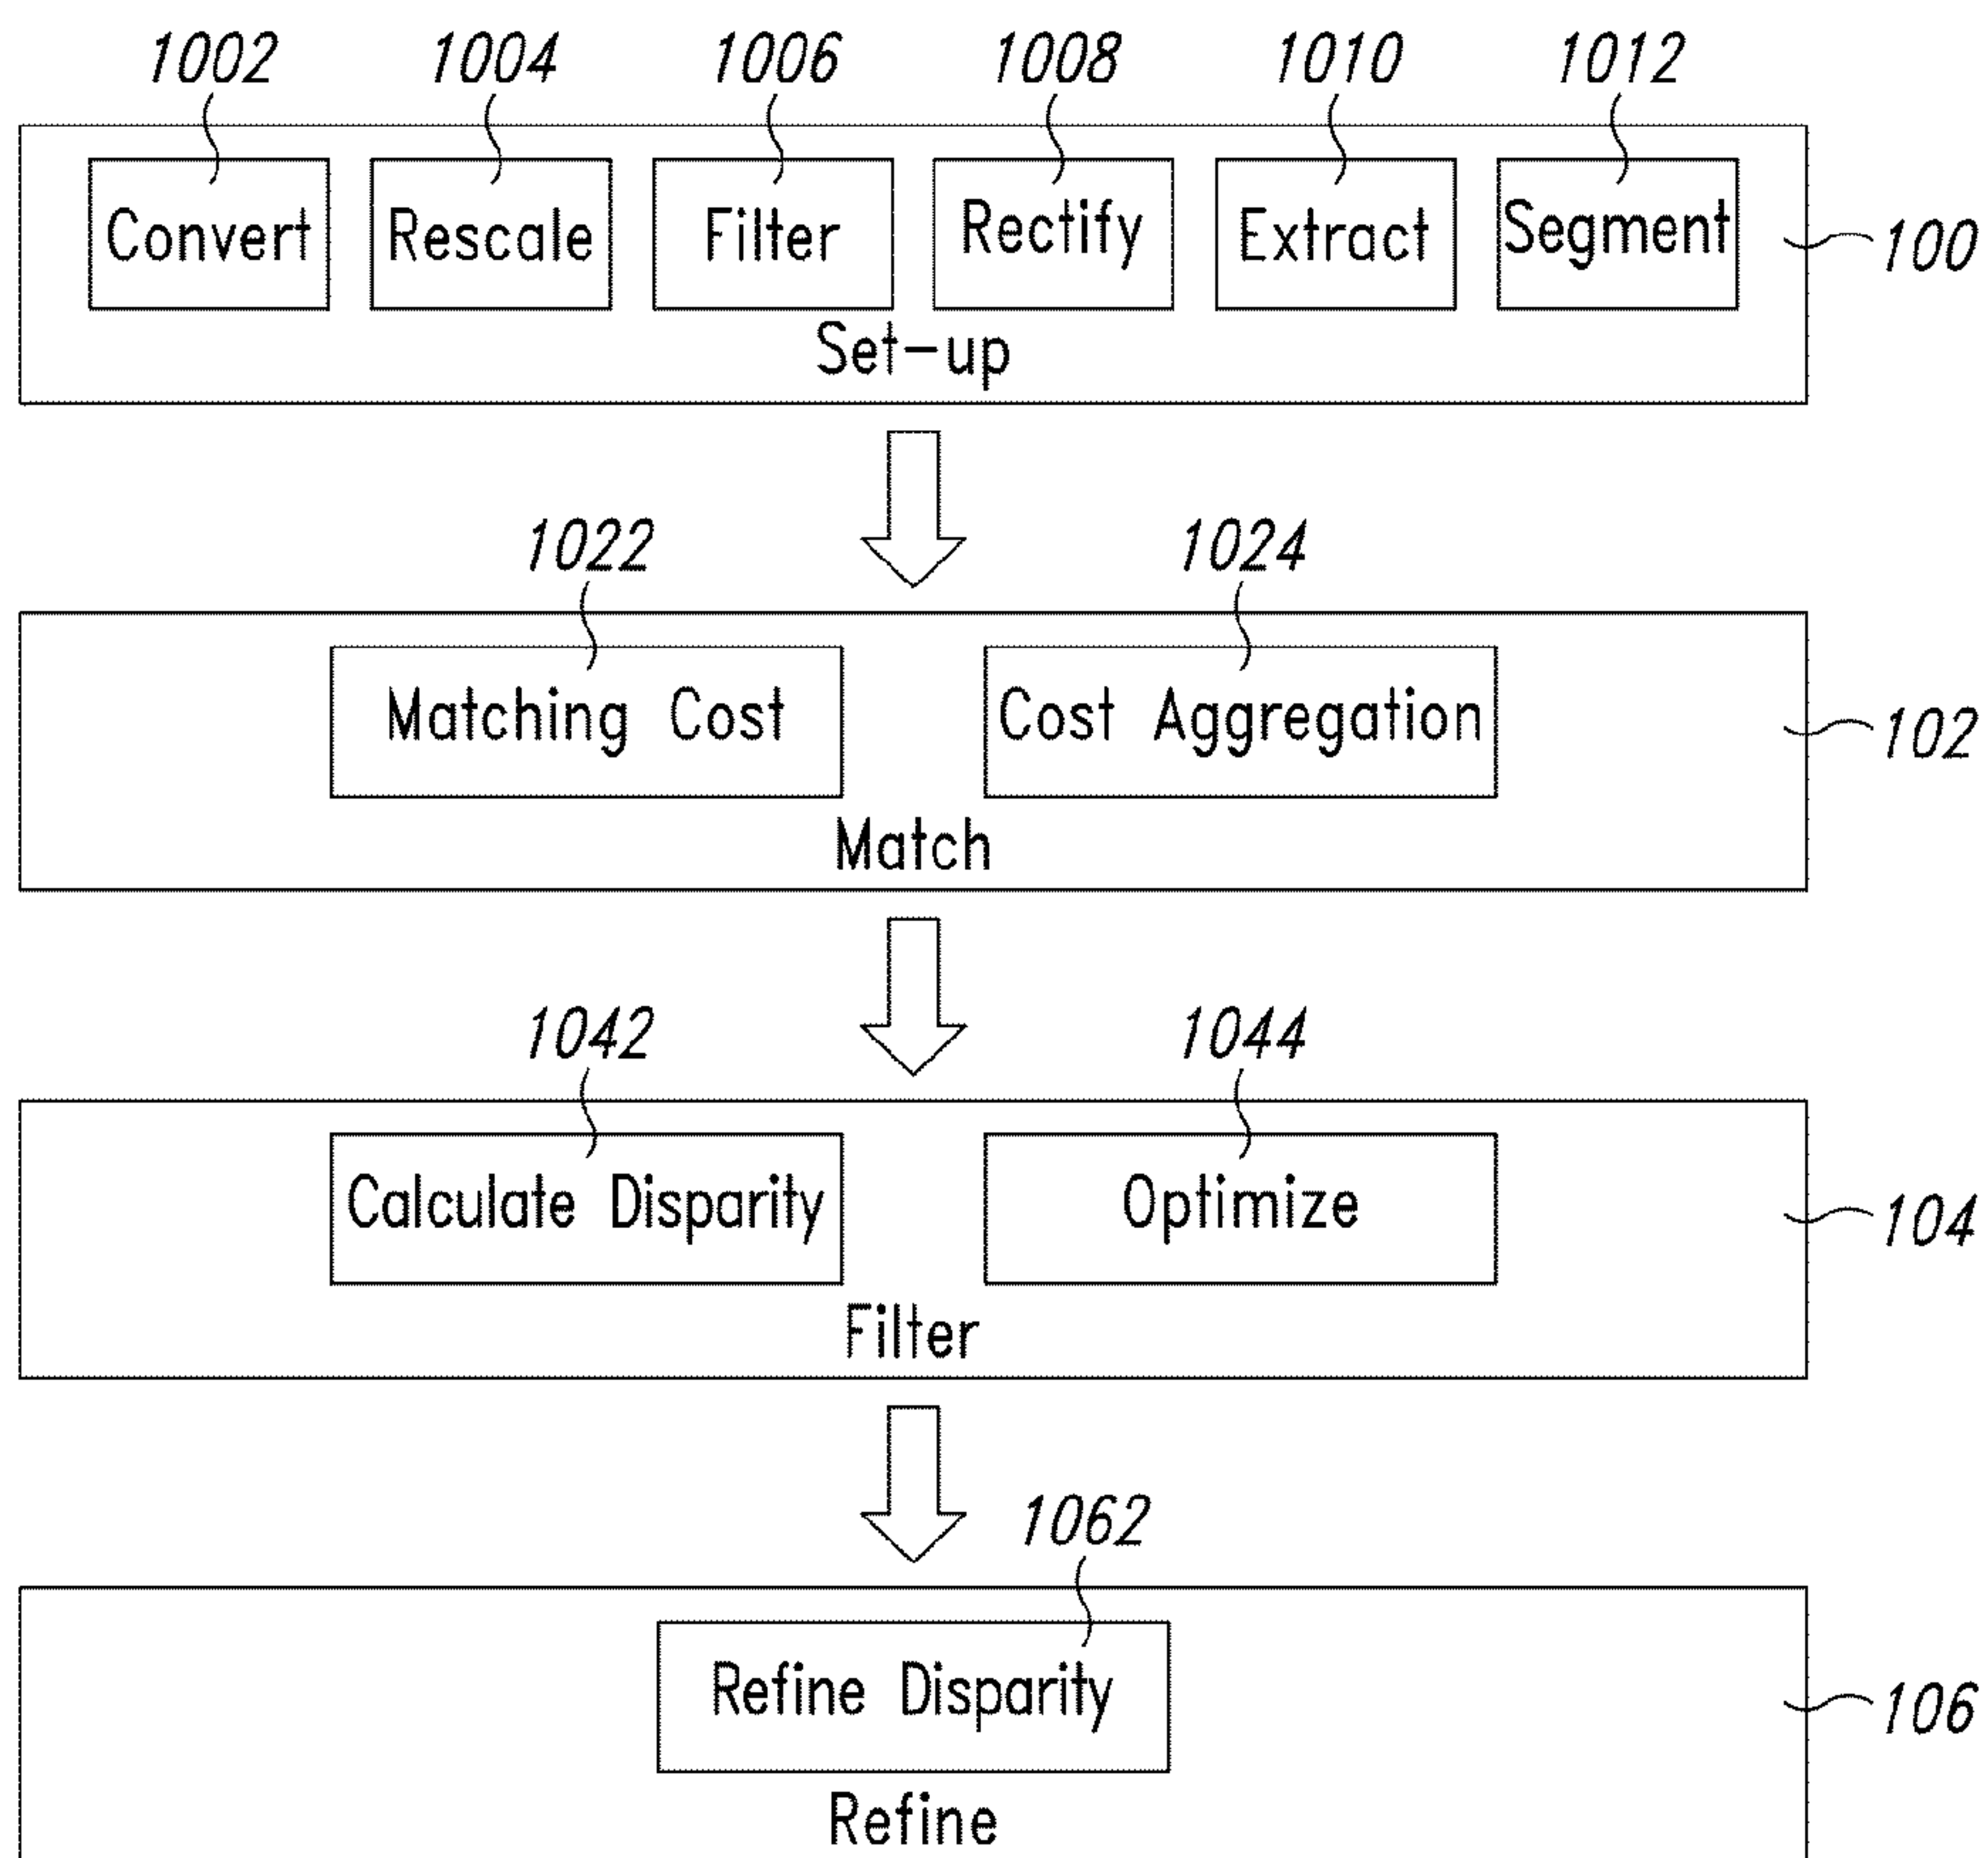 1002 1004 1006 1008 1010 1012
Convert Rescale Filter Rectify Extract Segment
100
Set-up
1022 1024
Matching Cost Cost Aggregation
102
Match
1042 1044
Calculate Disparity Optimize
104
Filter
1062
Refine Disparity
106
Refine